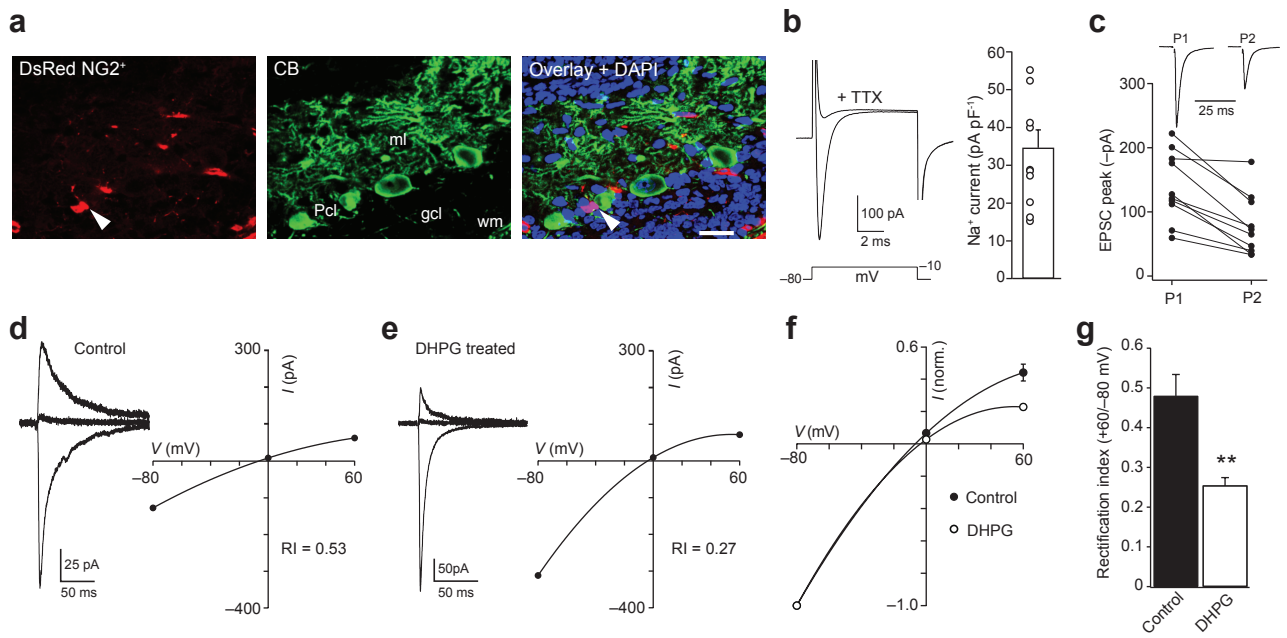 a
DsRed NG2⁺
CB
Overlay + DAPI
ml
Pcl
gcl
wm
b
+ TTX
100 pA
2 ms
–80
mV
–10
Na⁺ current (pA pF⁻¹)
60
50
40
30
20
10
0
c
P1
P2
25 ms
EPSC peak (–pA)
300
200
100
0
P1
P2
d
Control
25 pA
50 ms
300
I (pA)
V (mV)
–80
60
RI = 0.53
–400
e
DHPG treated
50pA
50 ms
300
I (pA)
V (mV)
–80
60
RI = 0.27
–400
f
0.6
I (norm.)
V (mV)
–80
60
Control
DHPG
–1.0
g
Rectification index (+60/–80 mV)
0.6
0.5
0.4
0.3
0.2
0.1
0
**
Control
DHPG